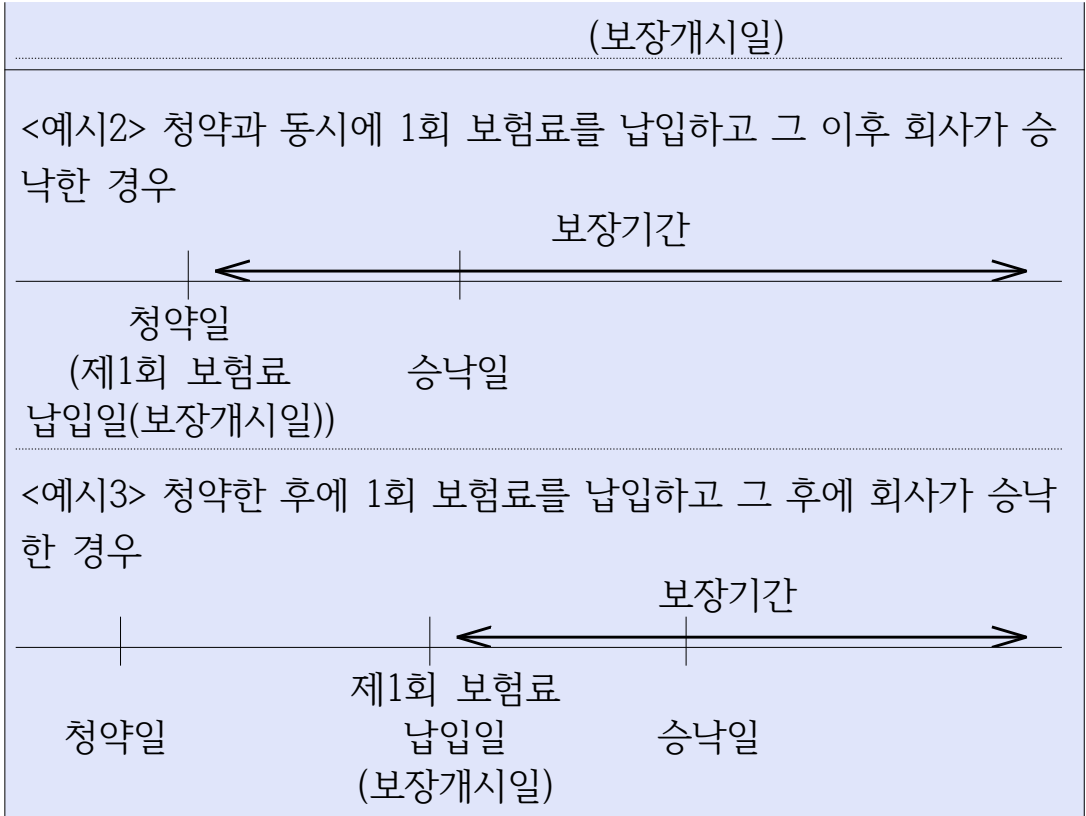 (보장개시일)
<예시2> 청약과 동시에 1회 보험료를 납입하고 그 이후 회사가 승
낙한 경우
보장기간
청약일
(제1회 보험료
납입일(보장개시일))
승낙일
<예시3> 청약한 후에 1회 보험료를 납입하고 그 후에 회사가 승낙
한 경우
보장기간
청약일
제1회 보험료
납입일
(보장개시일)
승낙일